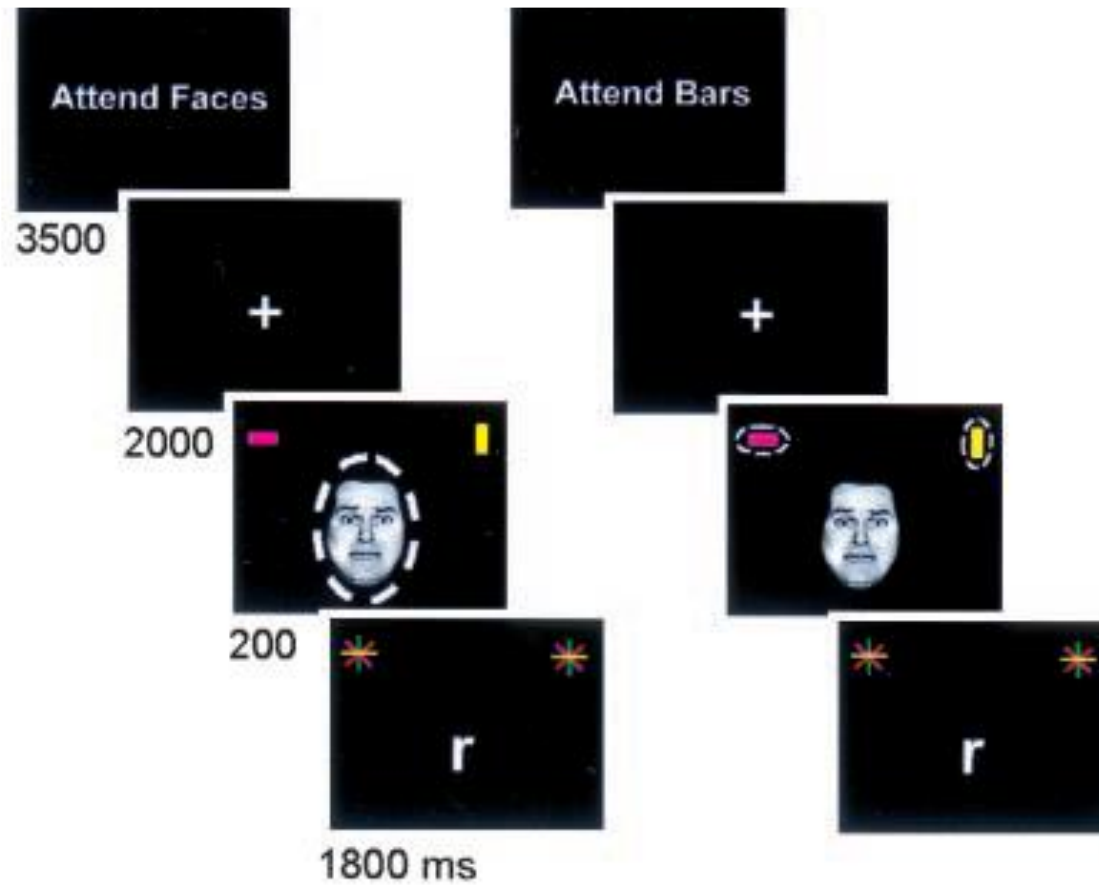 Attend Faces
Attend Bars
3500
+
+
2000
200
r
r
1800 ms